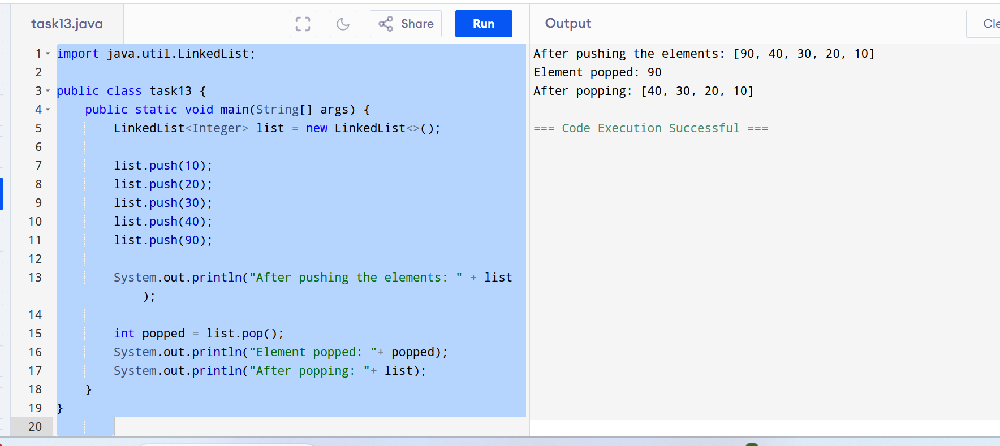 task13.java
Share
Run
Output
1 import java.util.LinkedList;
2
3 public class task13 {
4     public static void main(String[] args) {
5         LinkedList<Integer> list = new LinkedList<>();
6
7         list.push(10);
8         list.push(20);
9         list.push(30);
10         list.push(40);
11         list.push(90);
12
13         System.out.println("After pushing the elements: " + list
            );
14
15         int popped = list.pop();
16         System.out.println("Element popped: "+ popped);
17         System.out.println("After popping: "+ list);
18     }
19 }
20
After pushing the elements: [90, 40, 30, 20, 10]
Element popped: 90
After popping: [40, 30, 20, 10]
=== Code Execution Successful ===